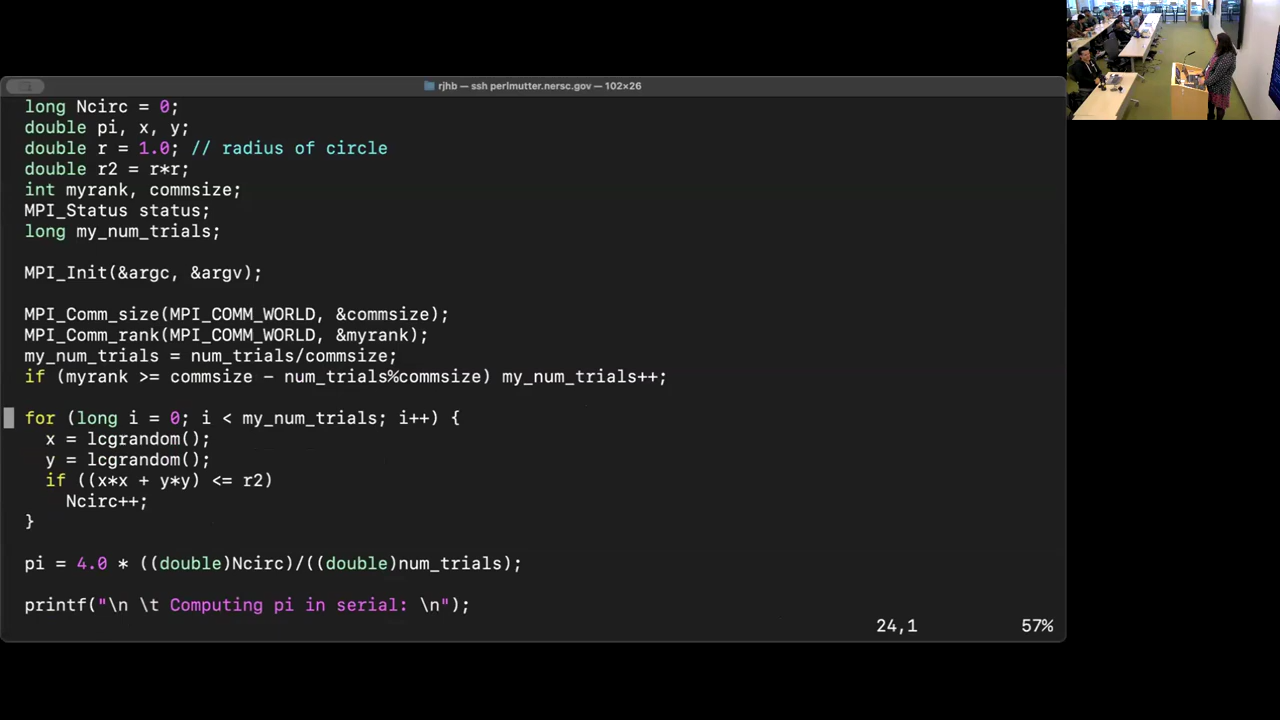 rjhb — ssh perlmutter.nersc.gov — 102×26
long Ncirc = 0;
double pi, x, y;
double r = 1.0; // radius of circle
double r2 = r*r;
int myrank, commsize;
MPI_Status status;
long my_num_trials;
MPI_Init(&argc, &argv);
MPI_Comm_size(MPI_COMM_WORLD, &commsize);
MPI_Comm_rank(MPI_COMM_WORLD, &myrank);
my_num_trials = num_trials/commsize;
if (myrank >= commsize - num_trials%commsize) my_num_trials++;
for (long i = 0; i < my_num_trials; i++) {
x = lcgrandom();
y = lcgrandom();
if ((x*x + y*y) <= r2)
Ncirc++;
}
pi = 4.0 * ((double)Ncirc)/((double)num_trials);
printf("\n \t Computing pi in serial: \n");
24,1 57%